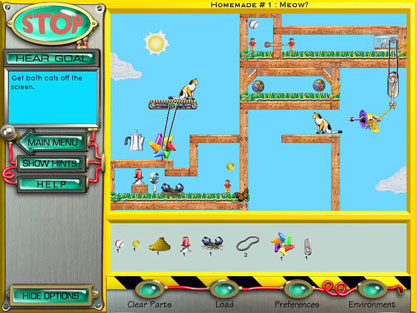 HOMEMADE # 1 : MEOW?
STOP
HEAR GOAL
Get both cats off the
screen.
MAIN MENU
SHOW HINTS
HELP
HIDE OPTIONS
1 1 1 1 1 2 1 1
Clear Parts Load Preferences Environment